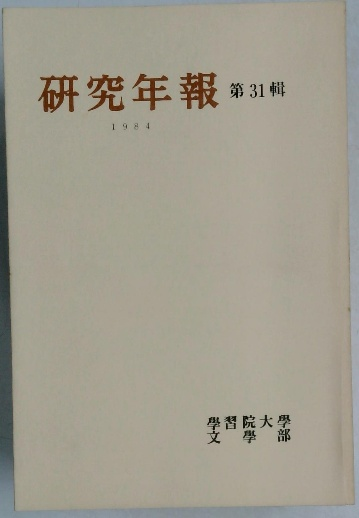 研究年報 第31輯
1984
學習院大學
文學部